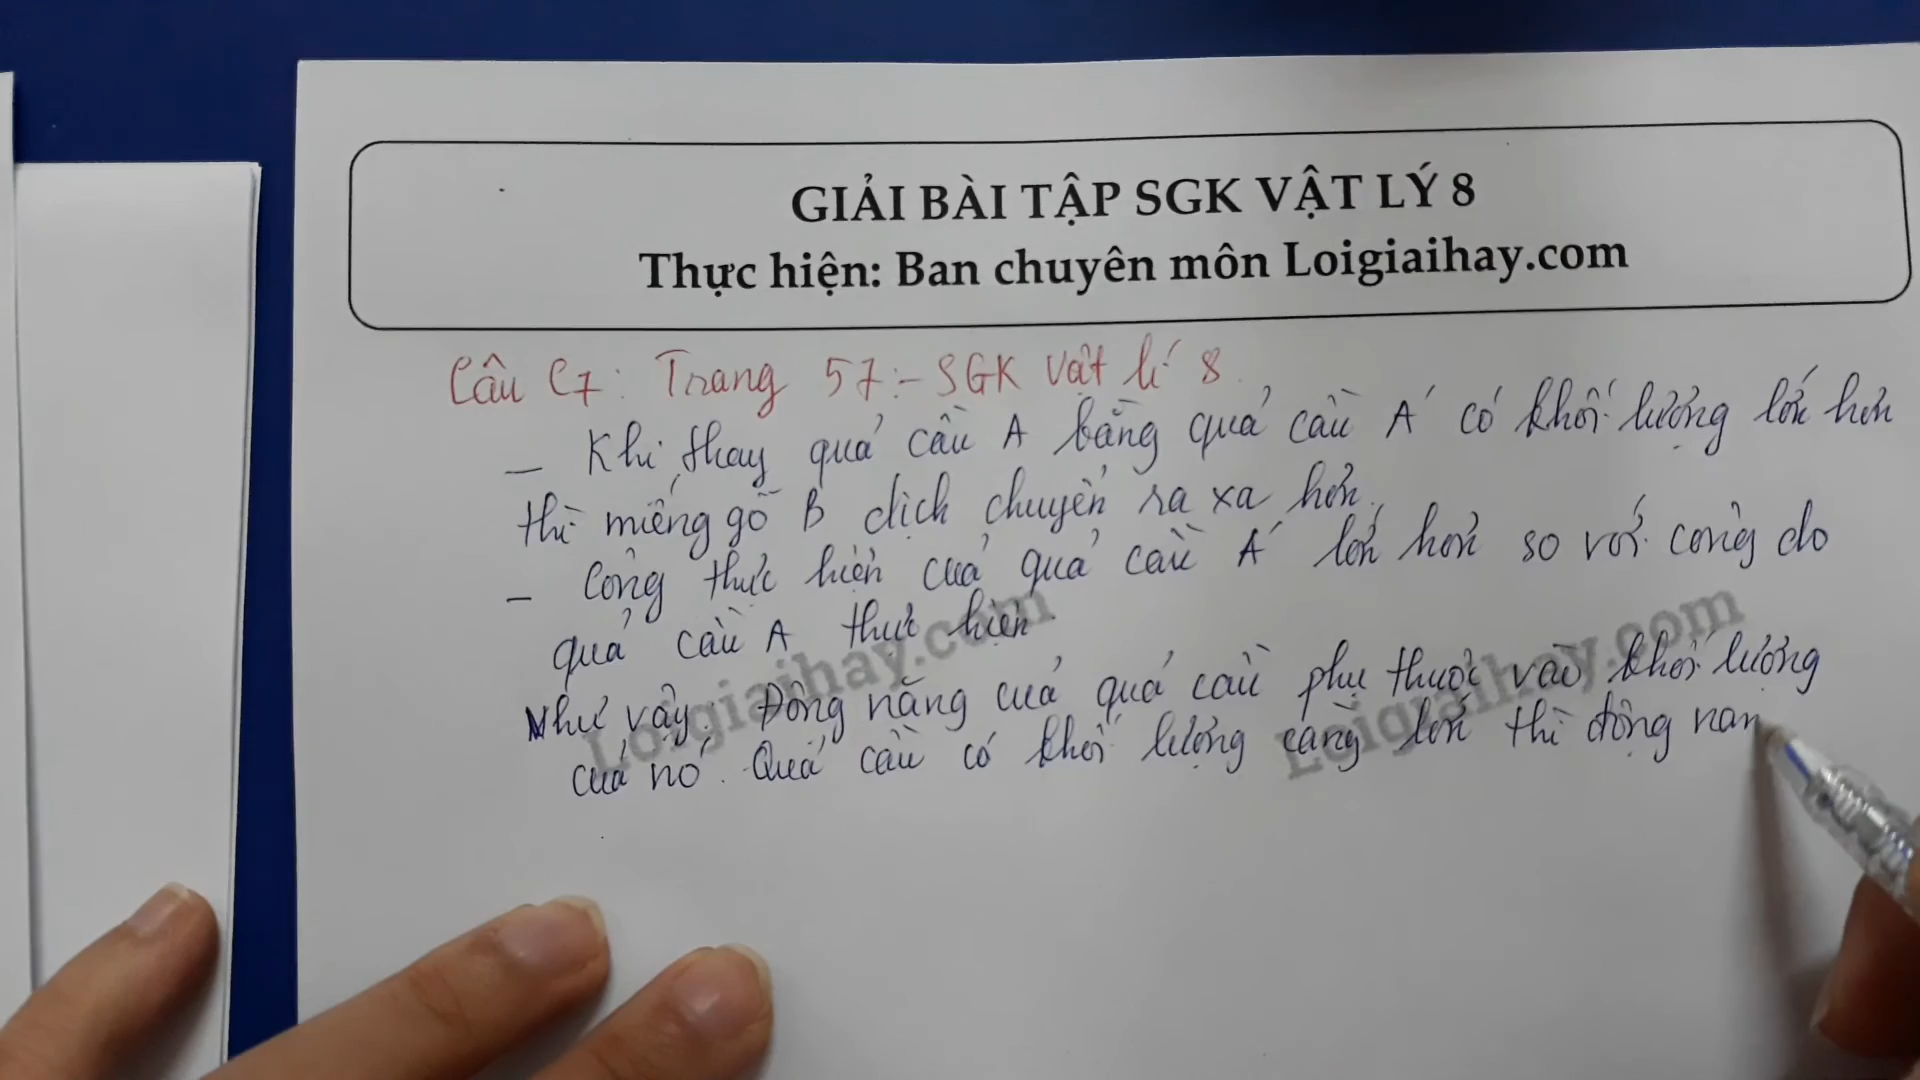 GIẢI BÀI TẬP SGK VẬT LÝ 8
Thực hiện: Ban chuyên môn Loigiaihay.com
Câu C7: Trang 57:- SGK Vật lí 8.
- Khi thay quả cầu A bằng quả cầu A' có khối lượng lớn hơn
thì miếng gỗ B dịch chuyển ra xa hơn.
- Công thực hiện của quả cầu A' lớn hơn so với công do
quả cầu A thực hiện.
Như vậy: Động năng của quả cầu phụ thuộc vào khối lượng
của nó. Quả cầu có khối lượng càng lớn thì động nan
Loigiaihay.com
Loigiaihay.com